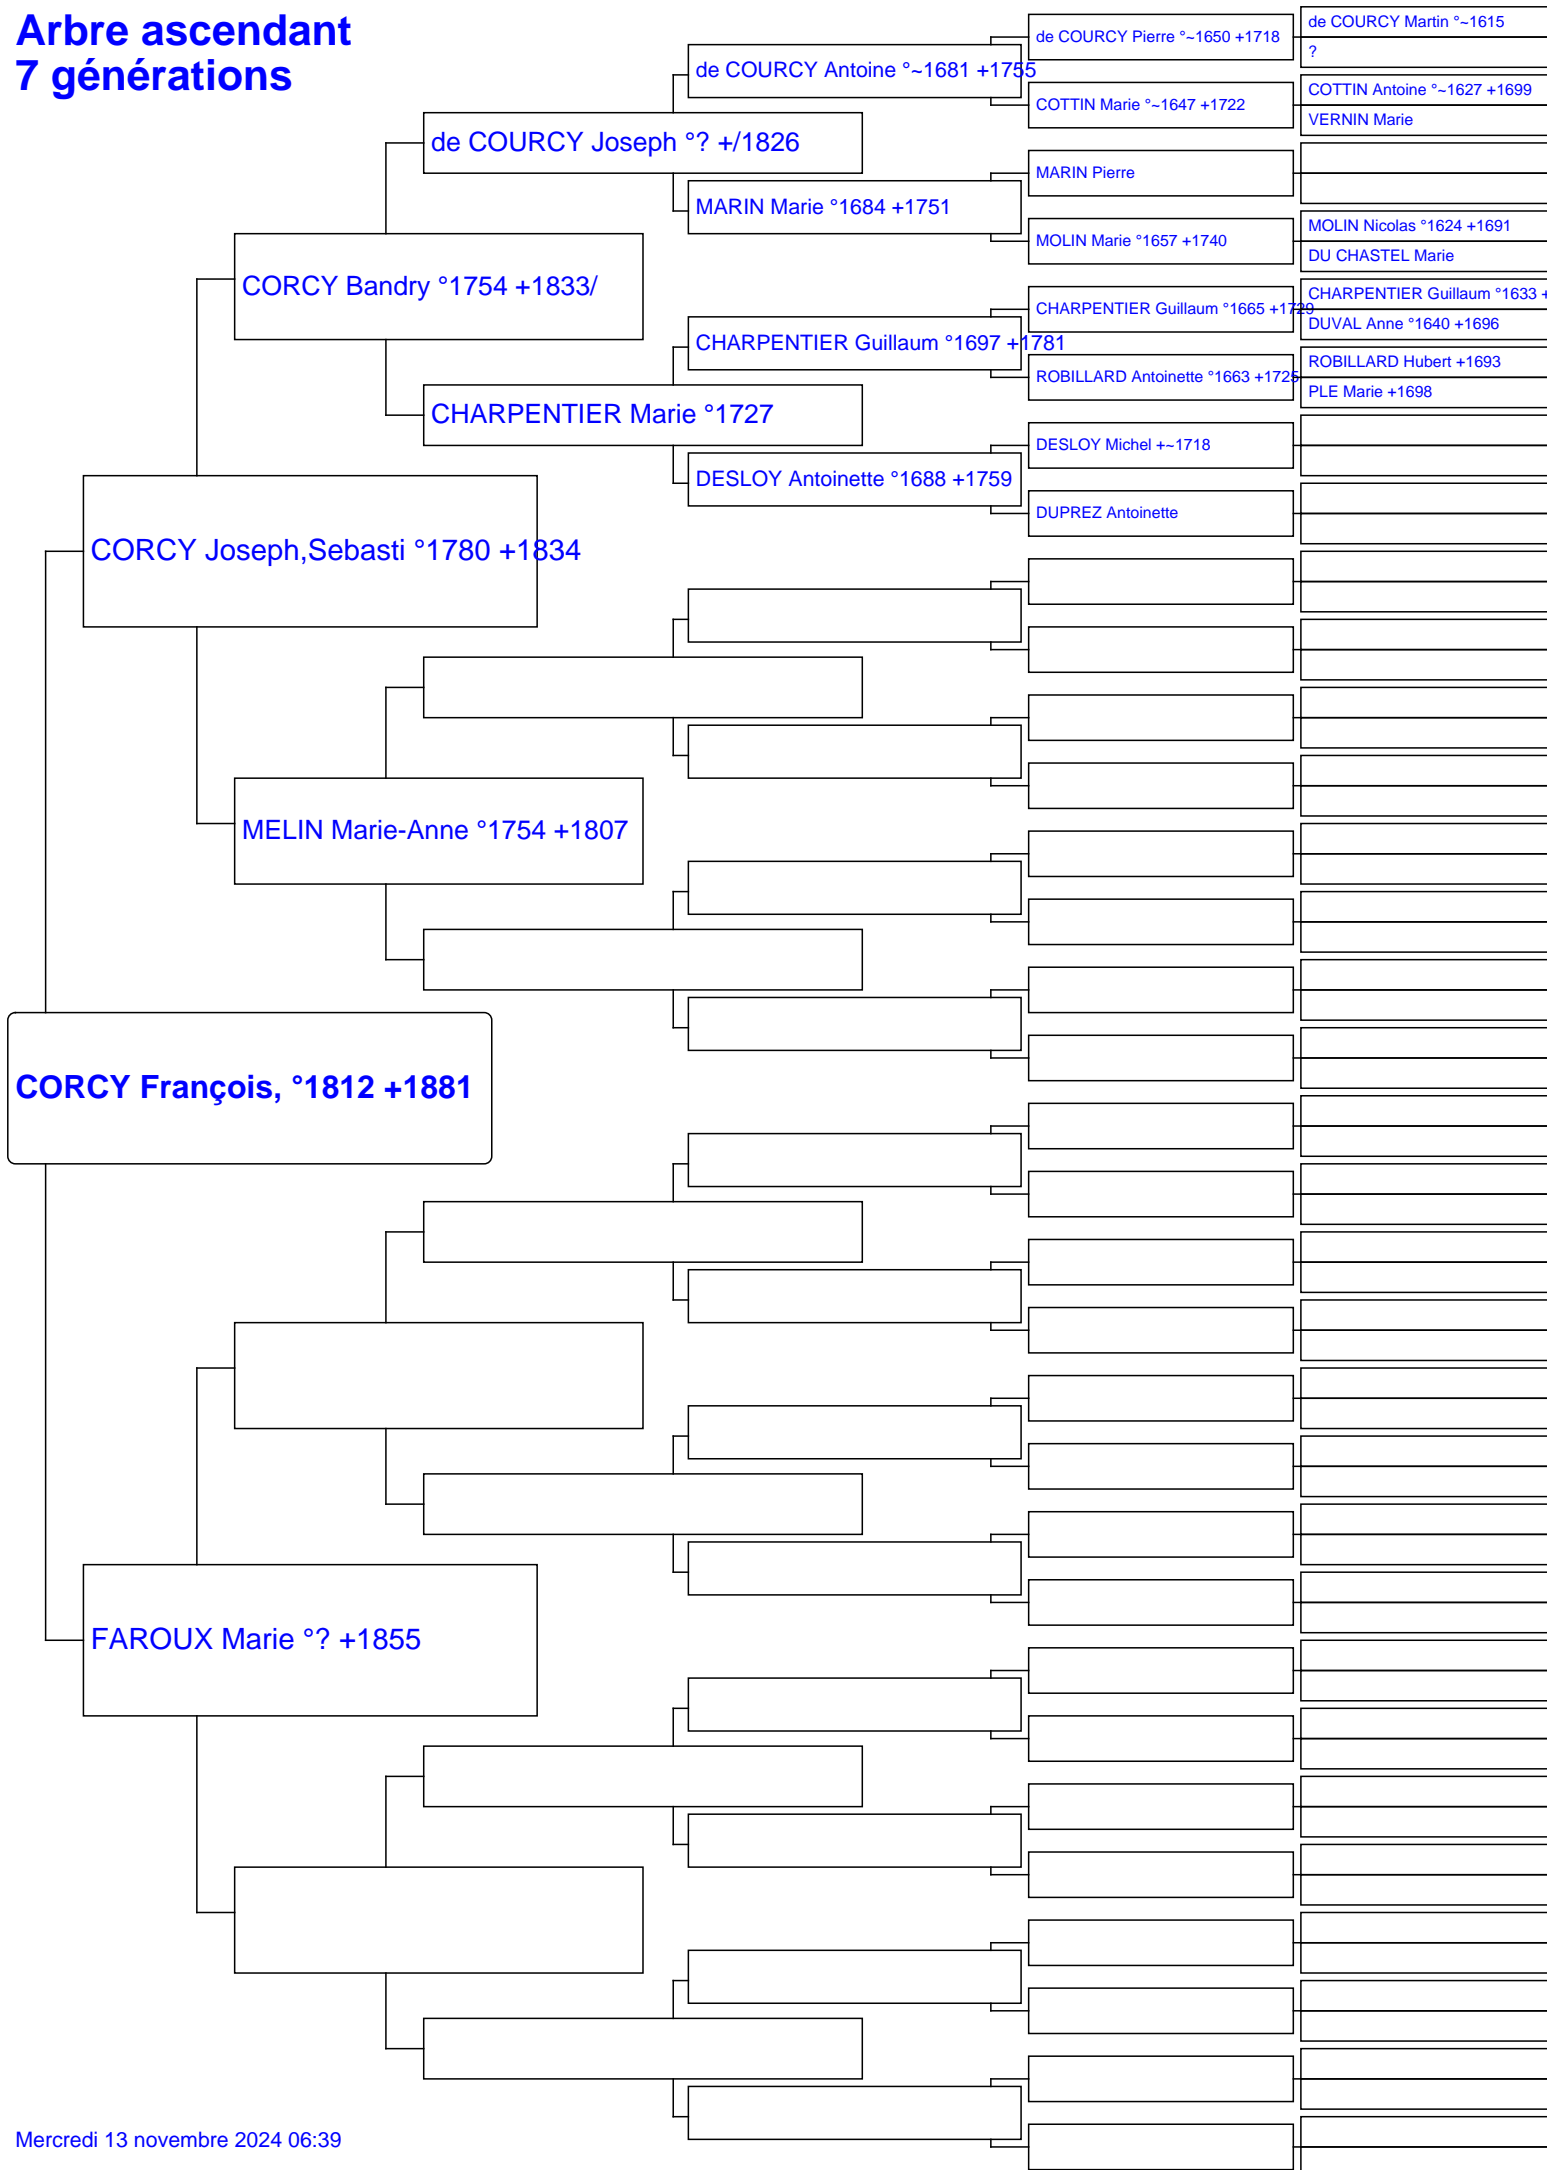 Arbre ascendant
7 générations
de COURCY Martin °~1615
de COURCY Pierre °~1650 +1718
?
de COURCY Antoine °~1681 +1755
COTTIN Antoine °~1627 +1699
COTTIN Marie °~1647 +1722
VERNIN Marie
de COURCY Joseph °? +/1826
MARIN Pierre
MARIN Marie °1684 +1751
MOLIN Nicolas °1624 +1691
MOLIN Marie °1657 +1740
DU CHASTEL Marie
CORCY Bandry °1754 +1833/
CHARPENTIER Guillaum °1633 +
CHARPENTIER Guillaum °1665 +1729
DUVAL Anne °1640 +1696
CHARPENTIER Guillaum °1697 +1781
ROBILLARD Hubert +1693
ROBILLARD Antoinette °1663 +1725
PLE Marie +1698
CHARPENTIER Marie °1727
DESLOY Michel +~1718
DESLOY Antoinette °1688 +1759
DUPREZ Antoinette
CORCY Joseph,Sebasti °1780 +1834
MELIN Marie-Anne °1754 +1807
CORCY François, °1812 +1881
FAROUX Marie °? +1855
Mercredi 13 novembre 2024 06:39